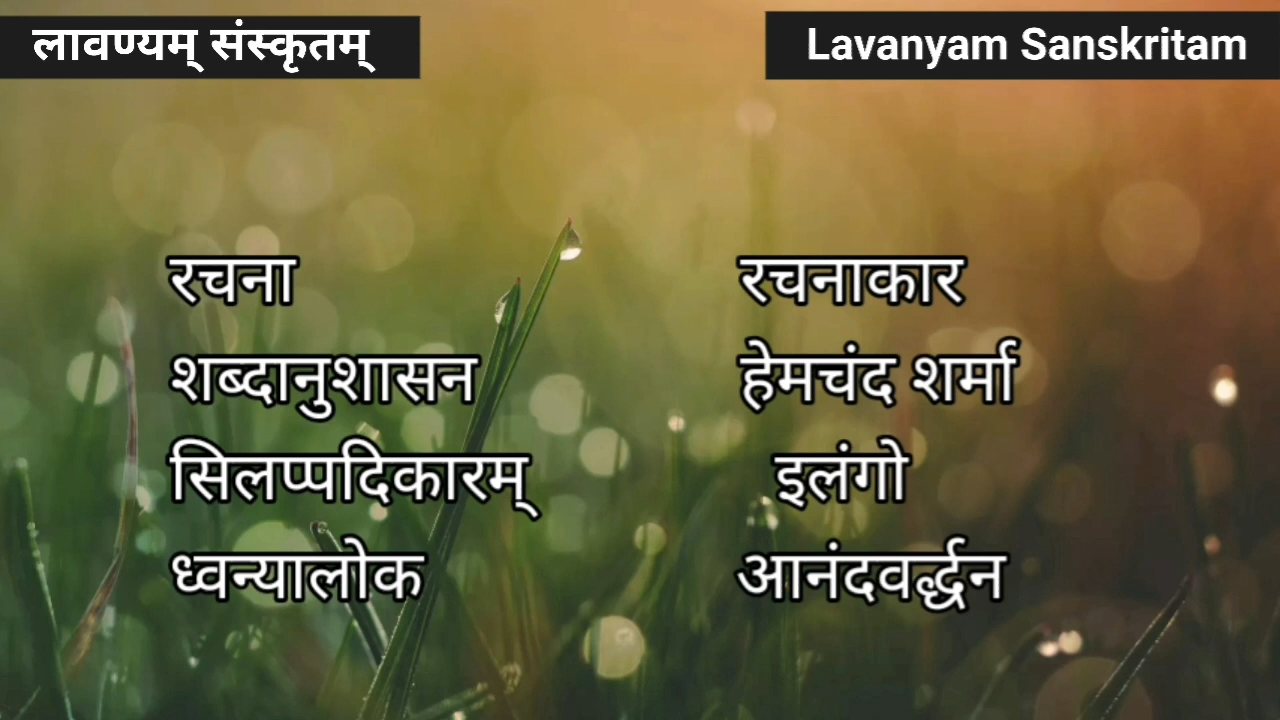 लावण्यम् संस्कृतम् Lavanyam Sanskritam
रचना रचनाकार
शब्दानुशासन हेमचंद शर्मा
सिलप्पदिकारम् इलंगो
ध्वन्यालोक आनंदवर्द्धन